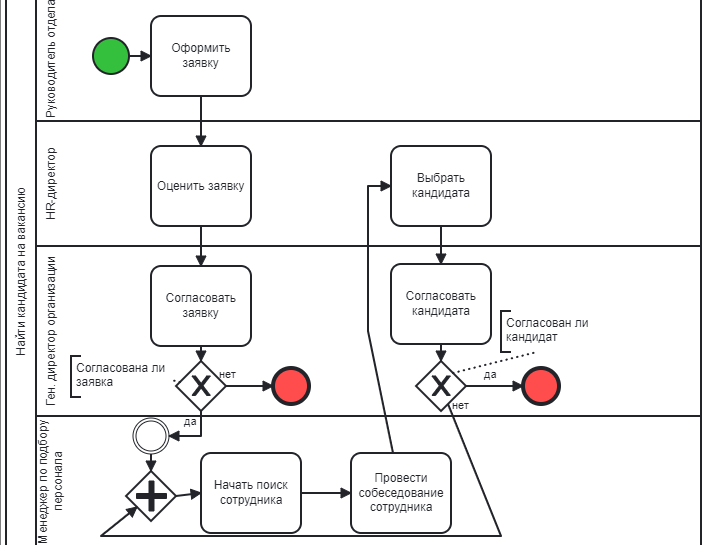 Найти кандидата на вакансию
Руководитель отдела
Оформить
заявку
HR-директор
Оценить заявку
Выбрать
кандидата
Ген. директор организации
Согласовать
заявку
Согласовать
кандидата
Согласован ли
кандидат
Согласована ли
заявка
нет
да
нет
да
Менеджер по подбору
персонала
Начать поиск
сотрудника
Провести
собеседование
сотрудника